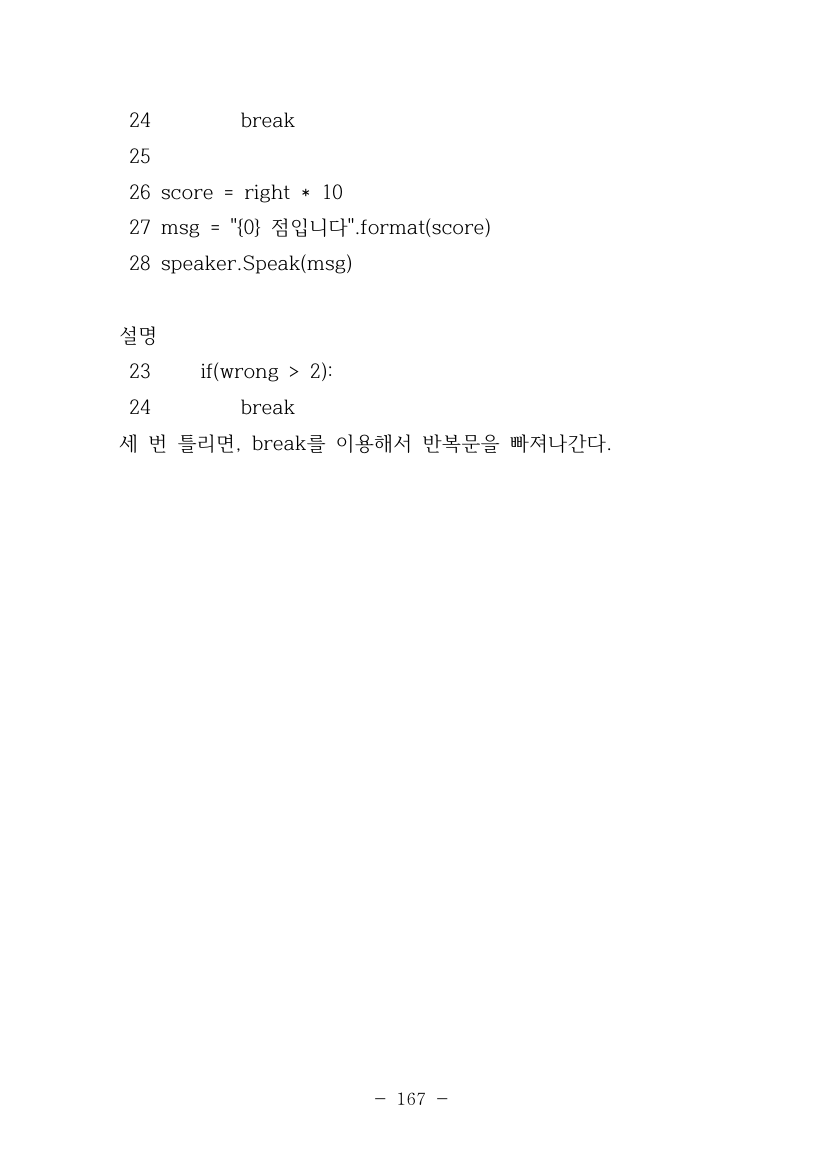 24         break
25
26 score = right * 10
27 msg = "{0} 점입니다".format(score)
28 speaker.Speak(msg)
설명
23     if(wrong > 2):
24         break
세 번 틀리면, break를 이용해서 반복문을 빠져나간다.
- 167 -